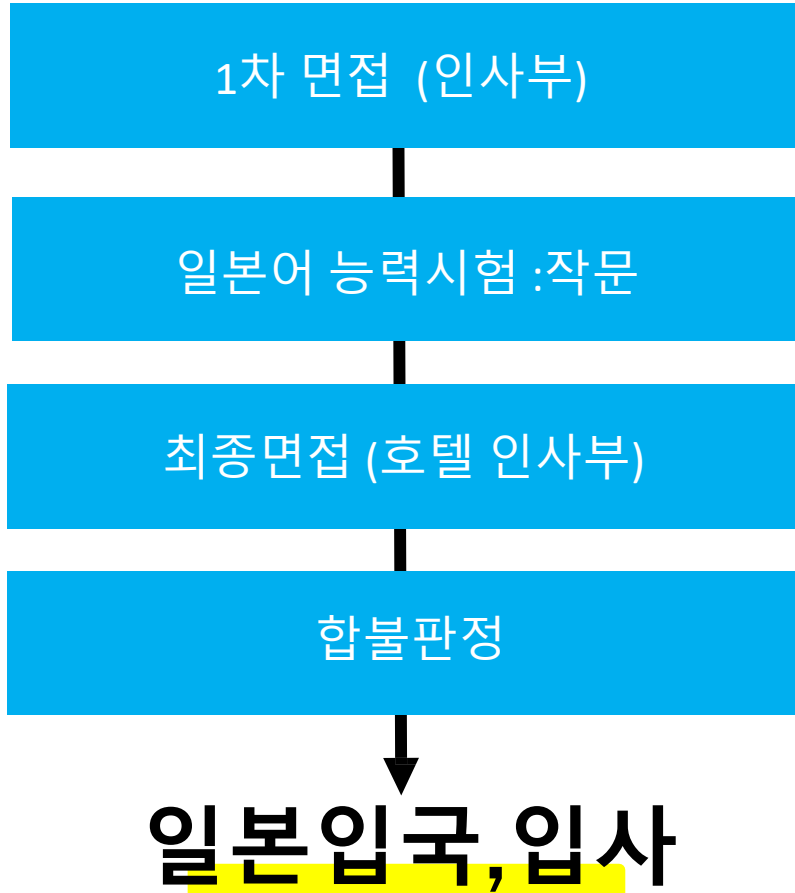 1차 면접 (인사부)
일본어 능력시험 :작문
최종면접 (호텔 인사부)
합불판정
일본입국,입사